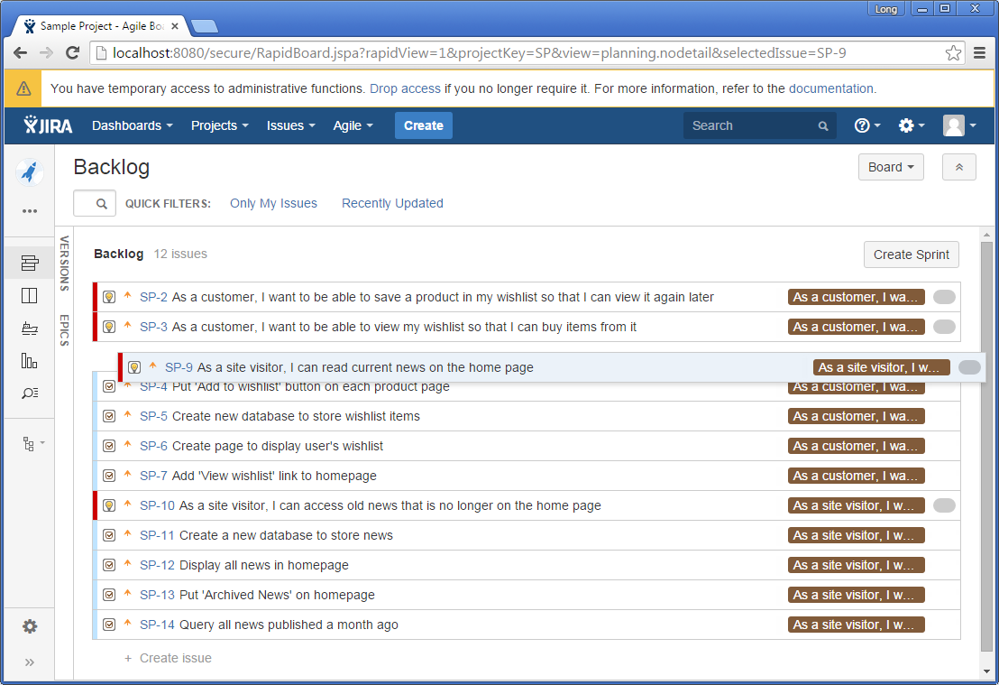 Long
Sample Project - Agile Boa
localhost:8080/secure/RapidBoard.jspa?rapidView=1&projectKey=SP&view=planning.nodetail&selectedIssue=SP-9
You have temporary access to administrative functions. Drop access if you no longer require it. For more information, refer to the documentation.
JIRA Dashboards Projects Issues Agile Create Search
Backlog Board
QUICK FILTERS: Only My Issues Recently Updated
VERSIONS
EPICS
Backlog 12 issues Create Sprint
SP-2 As a customer, I want to be able to save a product in my wishlist so that I can view it again later As a customer, I wa...
SP-3 As a customer, I want to be able to view my wishlist so that I can buy items from it As a customer, I wa...
SP-9 As a site visitor, I can read current news on the home page As a site visitor, I w...
SP-4 Put 'Add to wishlist' button on each product page As a customer, I wa...
SP-5 Create new database to store wishlist items As a customer, I wa...
SP-6 Create page to display user's wishlist As a customer, I wa...
SP-7 Add 'View wishlist' link to homepage As a customer, I wa...
SP-10 As a site visitor, I can access old news that is no longer on the home page As a site visitor, I w...
SP-11 Create a new database to store news As a site visitor, I w...
SP-12 Display all news in homepage As a site visitor, I w...
SP-13 Put 'Archived News' on homepage As a site visitor, I w...
SP-14 Query all news published a month ago As a site visitor, I w...
+ Create issue